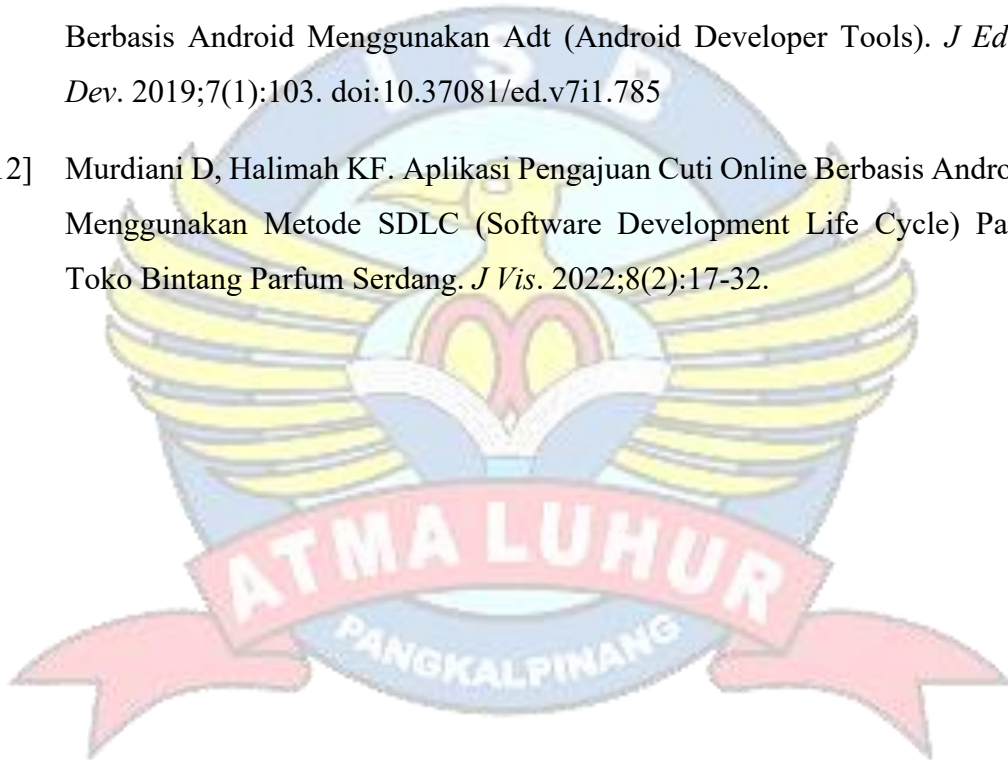 Berbasis Android Menggunakan Adt (Android Developer Tools). J Ed
Dev. 2019;7(1):103. doi:10.37081/ed.v7i1.785
12] Murdiani D, Halimah KF. Aplikasi Pengajuan Cuti Online Berbasis Andro
Menggunakan Metode SDLC (Software Development Life Cycle) Pa
Toko Bintang Parfum Serdang. J Vis. 2022;8(2):17-32.
I S B
ATMA LUHUR
PANGKALPINANG